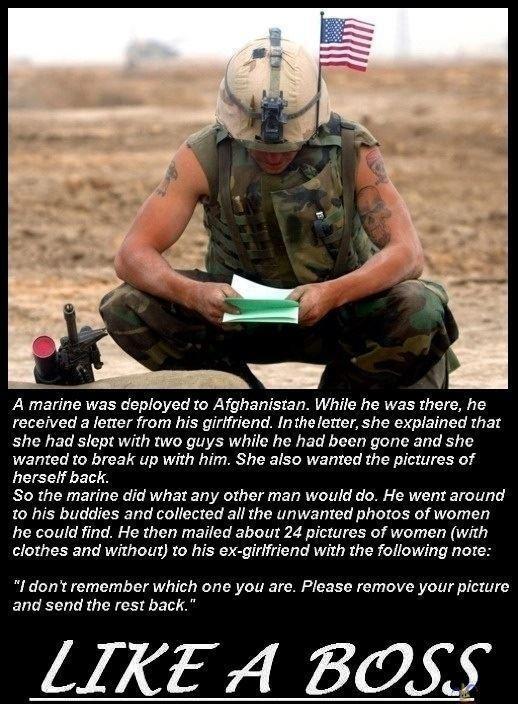 A marine was deployed to Afghanistan. While he was there, he
received a letter from his girlfriend. In the letter, she explained that
she had slept with two guys while he had been gone and she
wanted to break up with him. She also wanted the pictures of
herself back.
So the marine did what any other man would do. He went around
to his buddies and collected all the unwanted photos of women
he could find. He then mailed about 24 pictures of women (with
clothes and without) to his ex-girlfriend with the following note:
"I don't remember which one you are. Please remove your picture
and send the rest back."
LIKE A BOSS